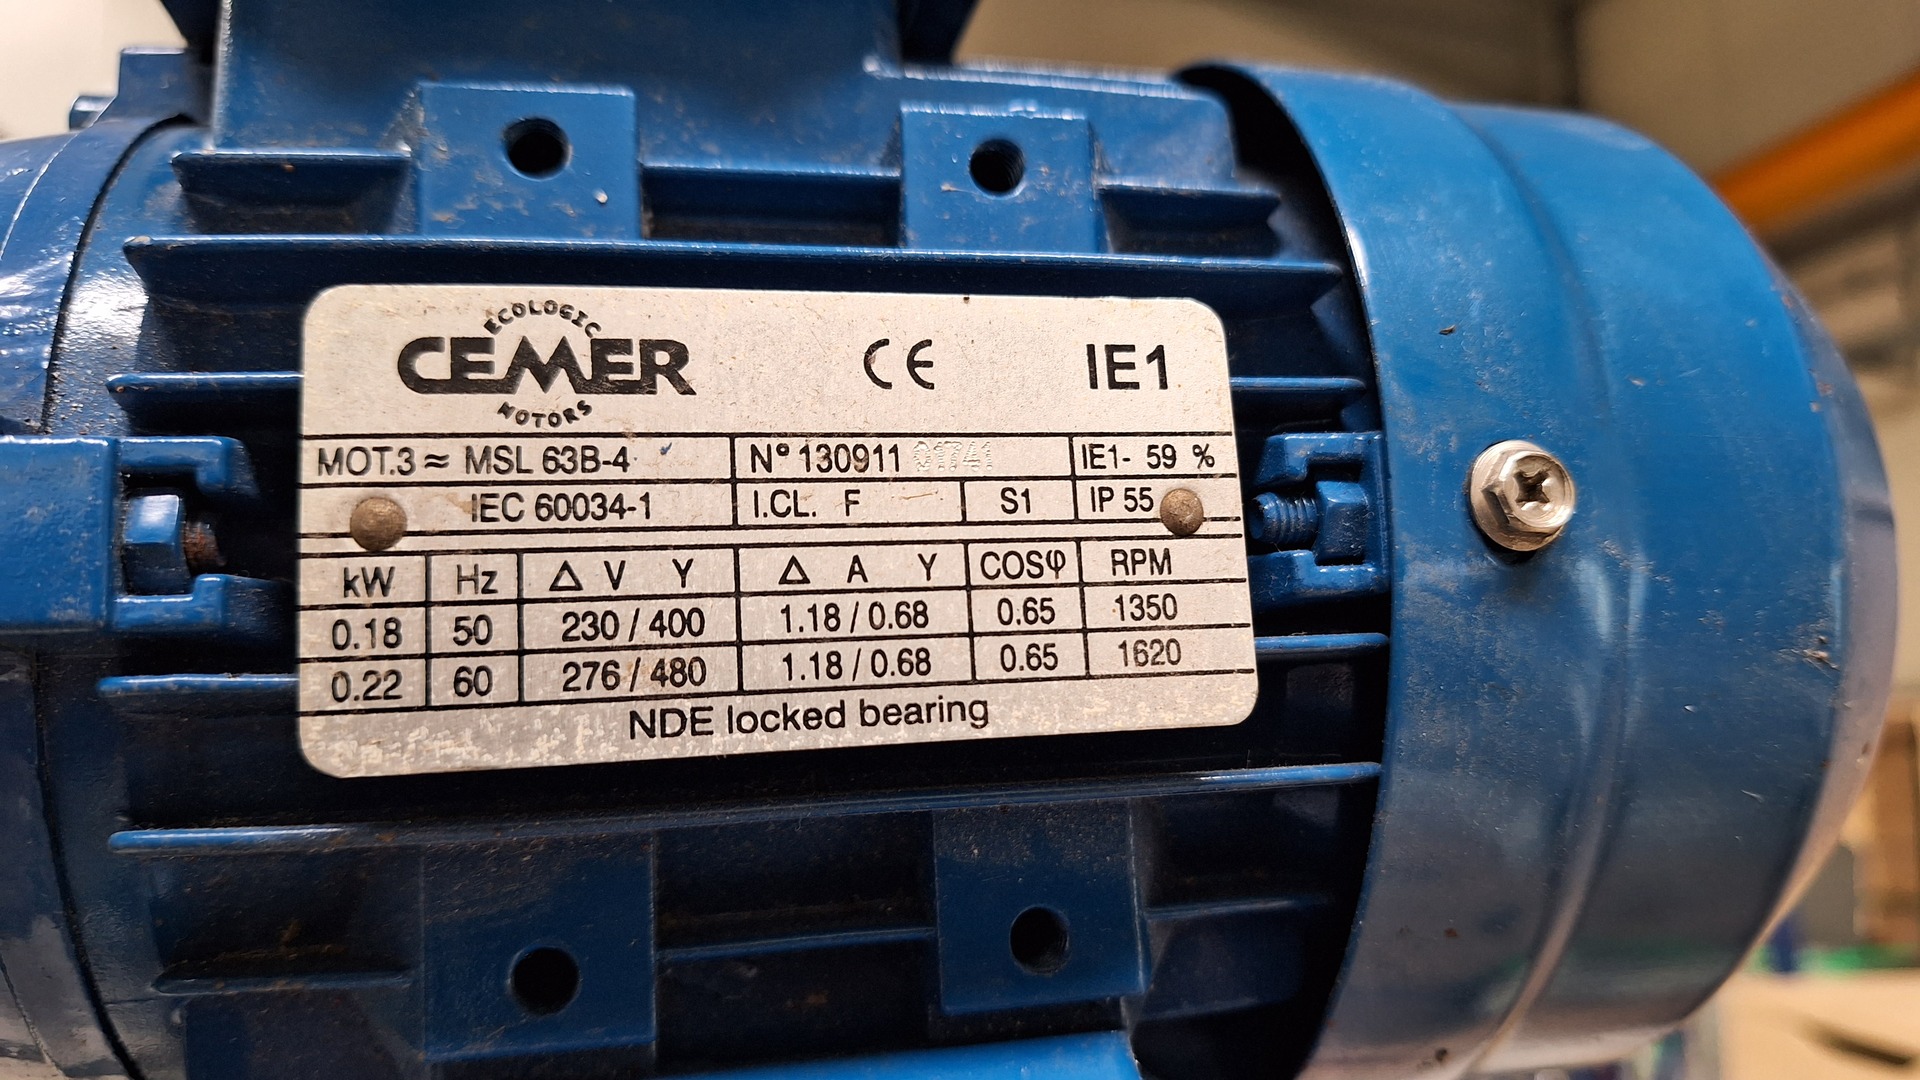 ECOLOGIC
CEMER
MOTORS
CE
IE1
MOT.3 ≈ MSL 63B-4 Nº 130911 01741 IE1- 59 %
IEC 60034-1 I.CL. F S1 IP 55
kW Hz Δ V Y Δ A Y COSφ RPM
0.18 50 230 / 400 1.18 / 0.68 0.65 1350
0.22 60 276 / 480 1.18 / 0.68 0.65 1620
NDE locked bearing